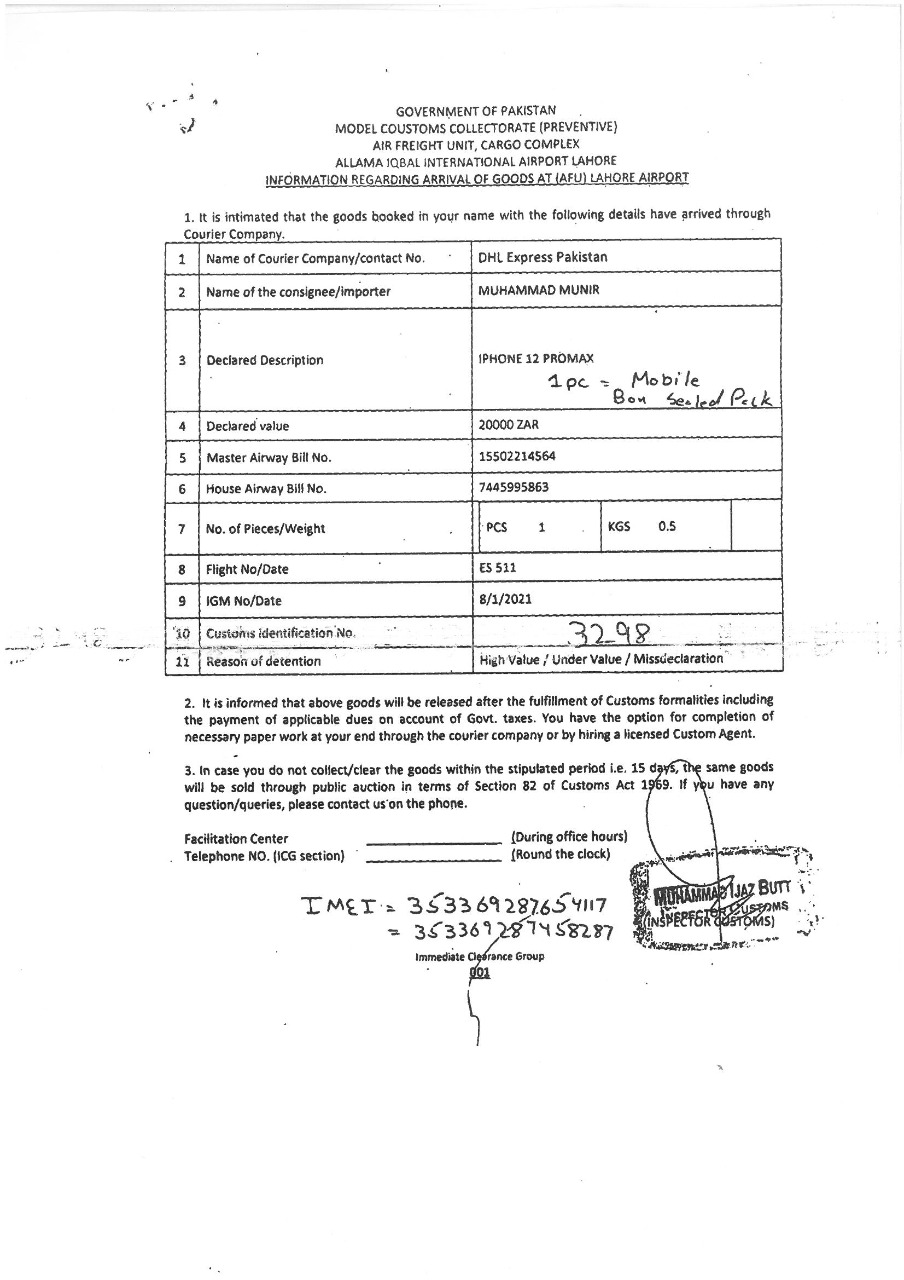 GOVERNMENT OF PAKISTAN
MODEL COUSTOMS COLLECTORATE (PREVENTIVE)
AIR FREIGHT UNIT, CARGO COMPLEX
ALLAMA IQBAL INTERNATIONAL AIRPORT LAHORE
INFORMATION REGARDING ARRIVAL OF GOODS AT (AFU) LAHORE AIRPORT
1. It is intimated that the goods booked in your name with the following details have arrived through
Courier Company.
1 Name of Courier Company/contact No. DHL Express Pakistan
2 Name of the consignee/importer MUHAMMAD MUNIR
3 Declared Description IPHONE 12 PROMAX
1 pc = Mobile
Sealed Pack
4 Declared value 20000 ZAR
5 Master Airway Bill No. 15502214564
6 House Airway Bill No. 7445995863
7 No. of Pieces/Weight PCS 1 KGS 0.5
8 Flight No/Date ES 511
9 IGM No/Date 8/1/2021
10 Customs identification No. 3298
11 Reason of detention High Value / Under Value / Missdeclaration
2. It is informed that above goods will be released after the fulfillment of Customs formalities including
the payment of applicable dues on account of Govt. taxes. You have the option for completion of
necessary paper work at your end through the courier company or by hiring a licensed Custom Agent.
3. In case you do not collect/clear the goods within the stipulated period i.e. 15 days, the same goods
will be sold through public auction in terms of Section 82 of Customs Act 1969. If you have any
question/queries, please contact us on the phone.
Facilitation Center (During office hours)
Telephone NO. (ICG section) (Round the clock)
MUHAMMAD IJAZ BUTT
INSPECTOR CUSTOMS
(INSPECTOR CUSTOMS)
IMEI = 353369287654117
= 353369287458287
Immediate Clearance Group
001